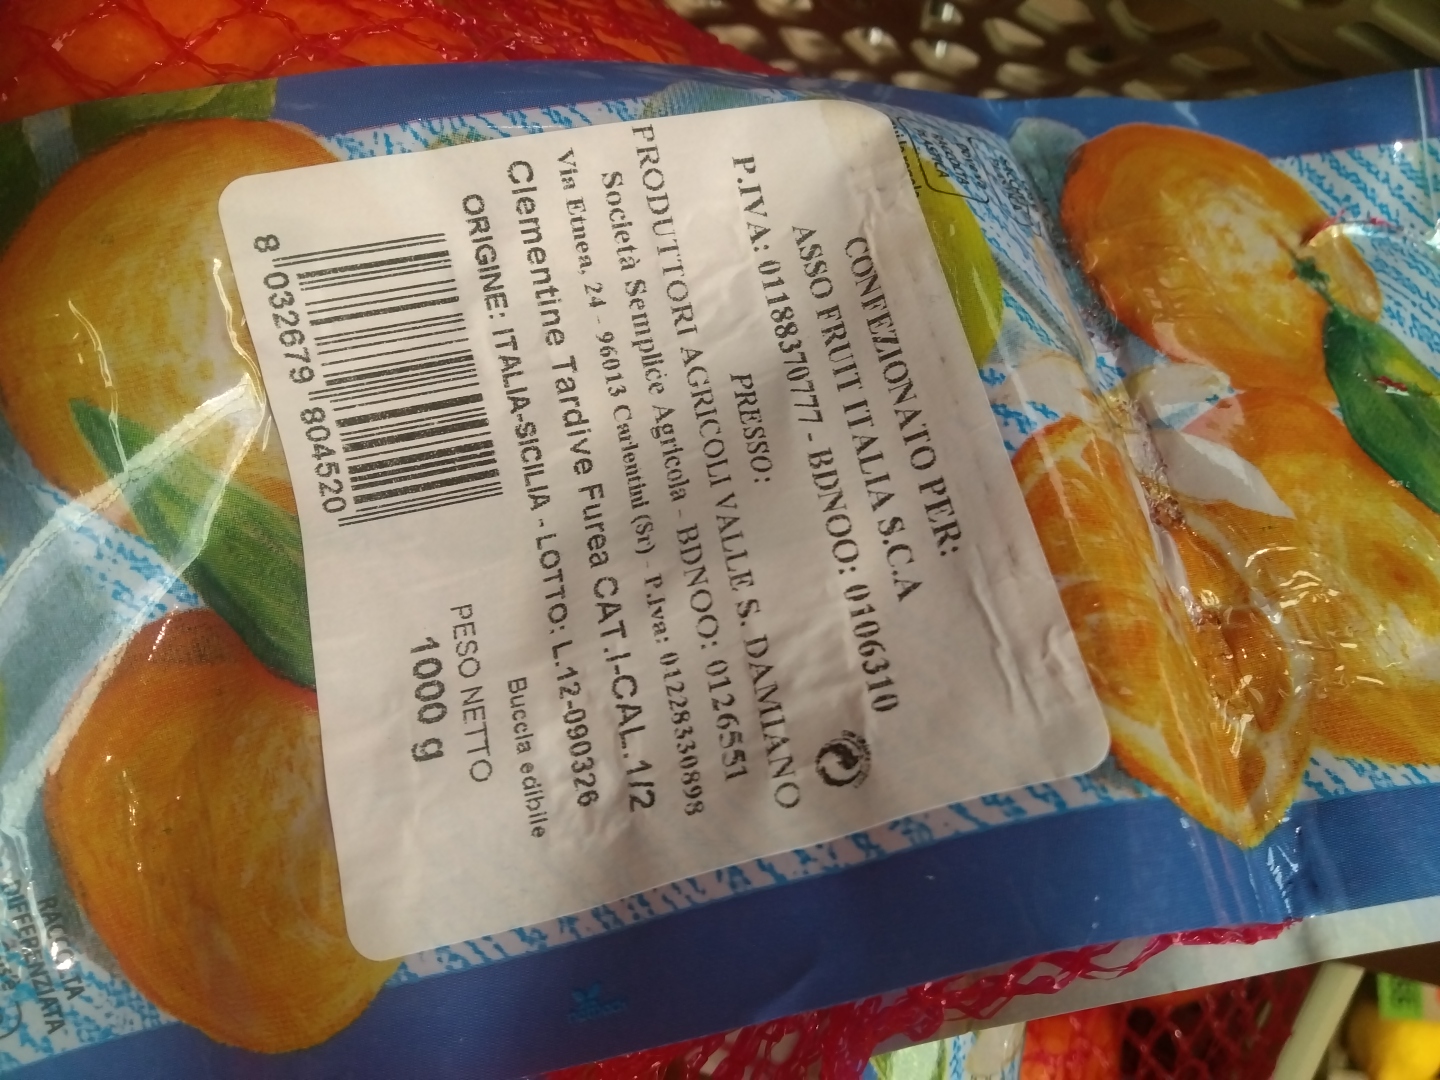 CONFEZIONATO PER:
ASSO FRUIT ITALIA S.C.A
P.IVA: 01188370777 - BDNOO: 0106310
PRESSO:
PRODUTTORI AGRICOLI VALLE S. DAMIANO
Società Semplice Agricola - BDNOO: 0126551
Via Etnea, 24 - 96013 Carlentini (Sr) - P.Iva: 01228330898
Clementine Tardive Furea CAT.I-CAL.1/2
ORIGINE: ITALIA-SICILIA - LOTTO: L.12-090326
Buccia edibile
PESO NETTO
1000 g
8 032679 804520
RACCOLTA
DIFFERENZIATA